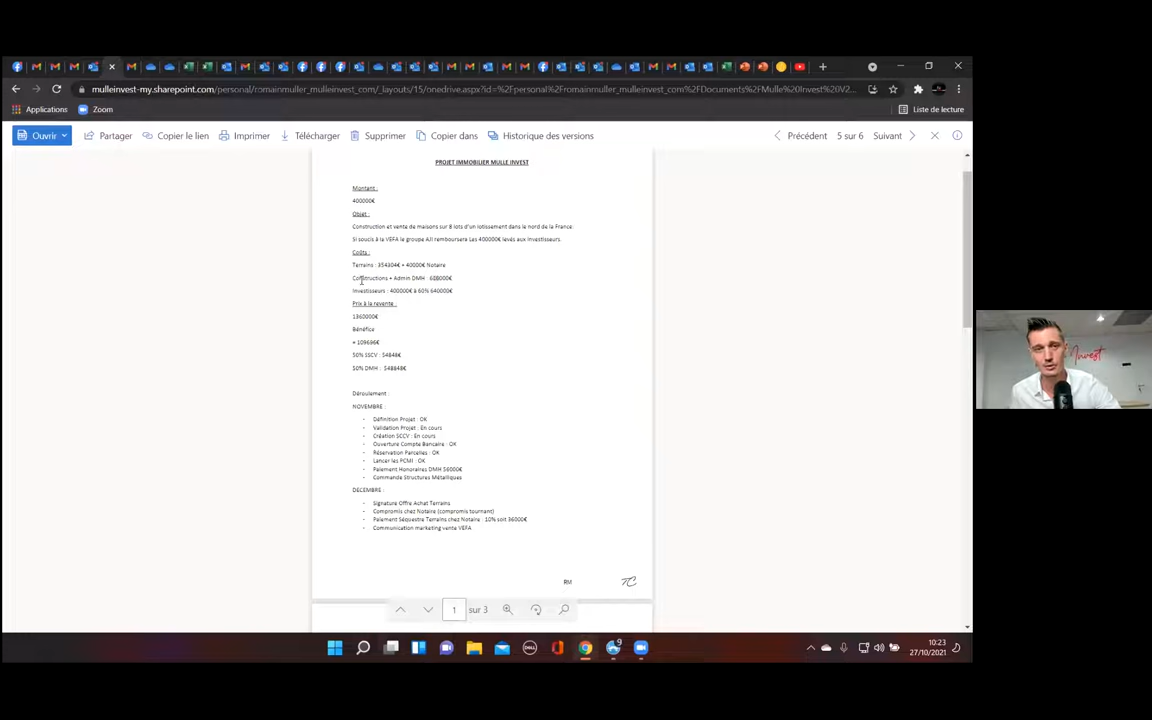 mulleinvest-my.sharepoint.com/personal/romainmuller_mulleinvest_com/_layouts/15/onedrive.aspx?id=%2Fpersonal%2Fromainmuller_mulleinvest_com%2FDocuments%2FMulle%20Invest%20V2...
Applications Zoom Liste de lecture
Ouvrir Partager Copier le lien Imprimer Télécharger Supprimer Copier dans Historique des versions Précédent 5 sur 6 Suivant
PROJET IMMOBILIER MULLE INVEST
Montant :
400000€
Objet :
Construction et vente de maisons sur 8 lots d'un lotissement dans le nord de la France.
Si soucis à la VEFA le groupe AJI remboursera Les 400000€ levés aux investisseurs.
Coûts :
Terrains : 354304€ + 40000€ Notaire
Constructions + Admin DMH : 688000€
Investisseurs : 400000€ à 60% 640000€
Prix à la revente :
1360000€
Bénéfice
+ 109696€
50% SSCV : 54848€
50% DMH : 548848€
Déroulement :
NOVEMBRE :
- Définition Projet : OK
- Validation Projet : En cours
- Création SCCV : En cours
- Ouverture Compte Bancaire : OK
- Réservation Parcelles : OK
- Lancer les PCMI : OK
- Paiement Honoraires DMH 56000€
- Commande Structures Métalliques
DECEMBRE :
- Signature Offre Achat Terrains
- Compromis chez Notaire (compromis tournant)
- Paiement Séquestre Terrains chez Notaire : 10% soit 36000€
- Communication marketing vente VEFA
RM TC
1 sur 3
Invest
DELL
9
10:23
27/10/2021